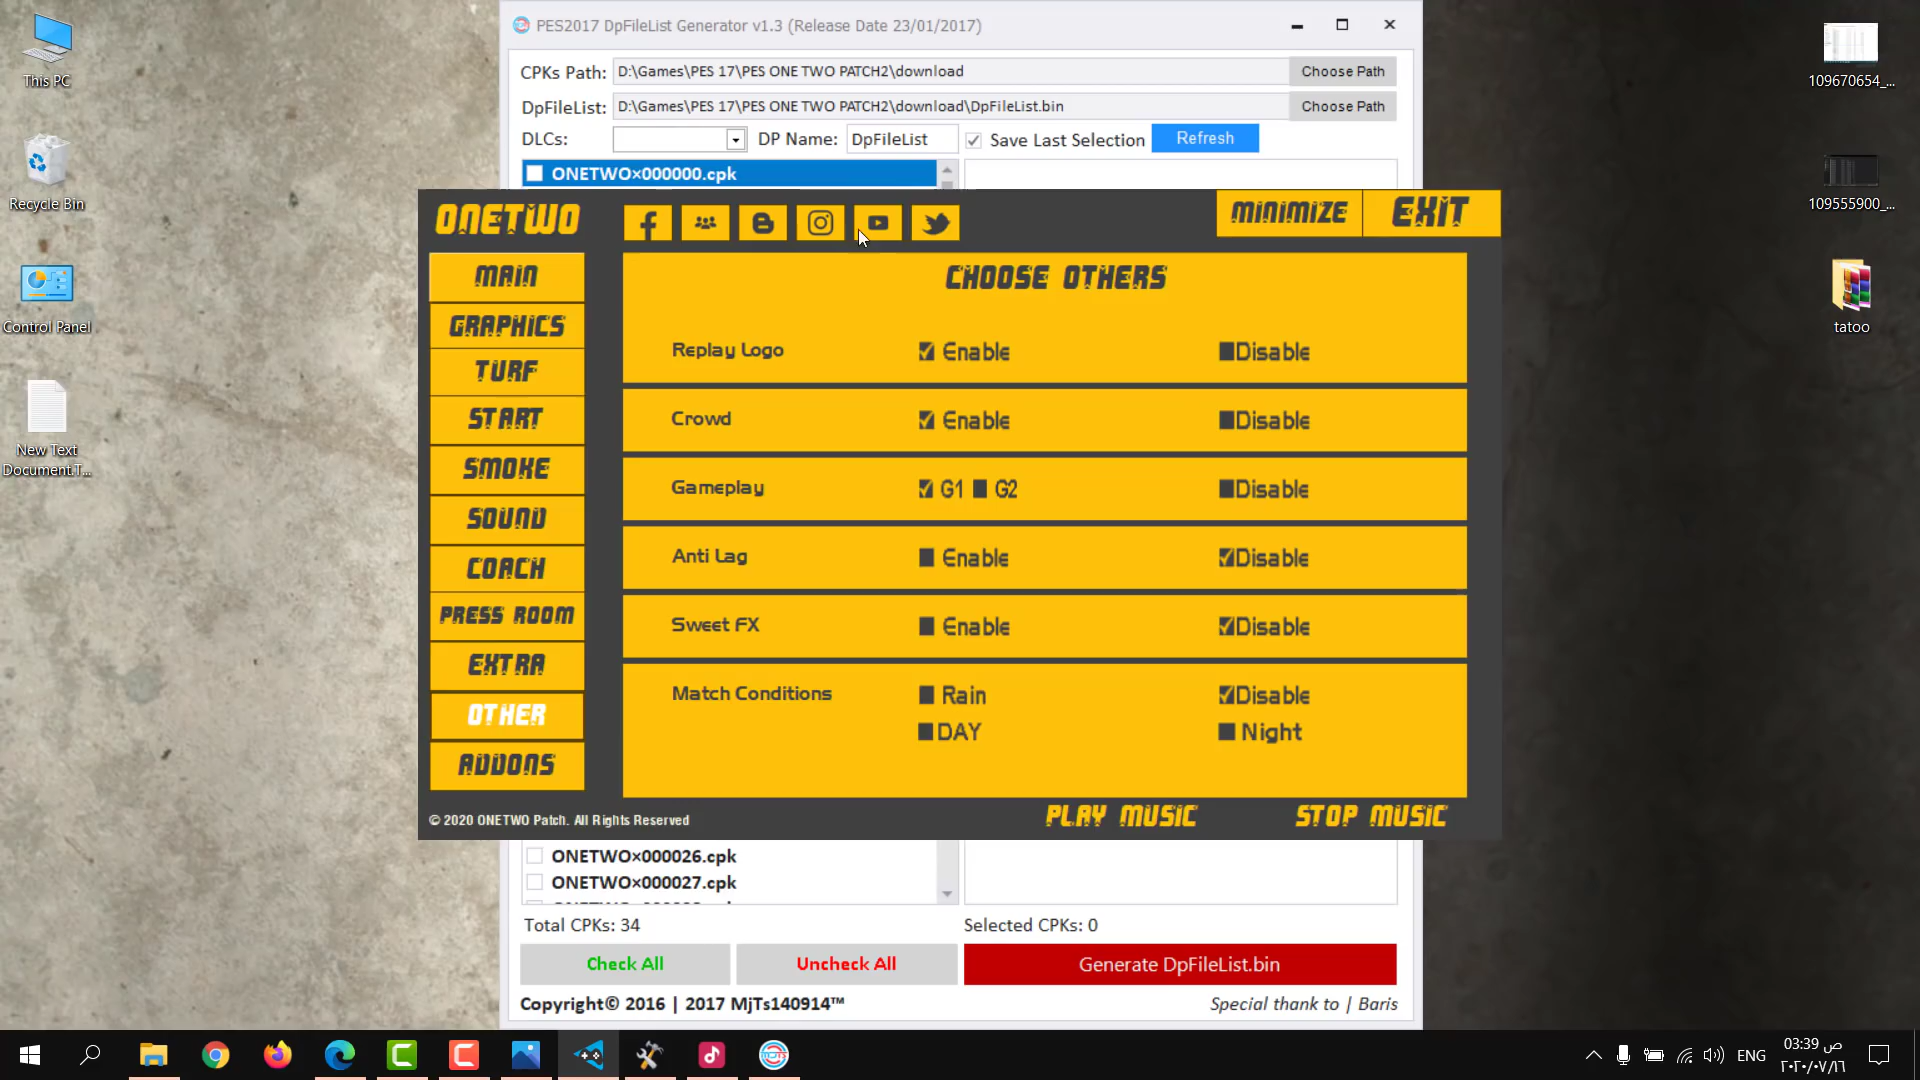 PES2017 DpFileList Generator v1.3 (Release Date 23/01/2017)
CPKs Path: D:\Games\PES 17\PES ONE TWO PATCH2\download Choose Path
DpFileList: D:\Games\PES 17\PES ONE TWO PATCH2\download\DpFileList.bin Choose Path
DLCs: DP Name: DpFileList Save Last Selection Refresh
ONETWO×000000.cpk
ONETWO
MINIMIZE EXIT
MAIN
GRAPHICS
TURF
START
SMOKE
SOUND
COACH
PRESS ROOM
EXTRA
OTHER
ADDONS
CHOOSE OTHERS
Replay Logo Enable Disable
Crowd Enable Disable
Gameplay G1 G2 Disable
Anti Lag Enable Disable
Sweet FX Enable Disable
Match Conditions Rain Disable
DAY Night
© 2020 ONETWO Patch. All Rights Reserved
PLAY MUSIC STOP MUSIC
ONETWO×000026.cpk
ONETWO×000027.cpk
Total CPKs: 34 Selected CPKs: 0
Check All Uncheck All Generate DpFileList.bin
Copyright© 2016 | 2017 MjTs140914™ Special thank to | Baris
This PC
Recycle Bin
Control Panel
New Text
Document.T...
109670654_...
109555900_...
tatoo
ENG
03:39 ص
٢٠٢٠/٠٧/١٦